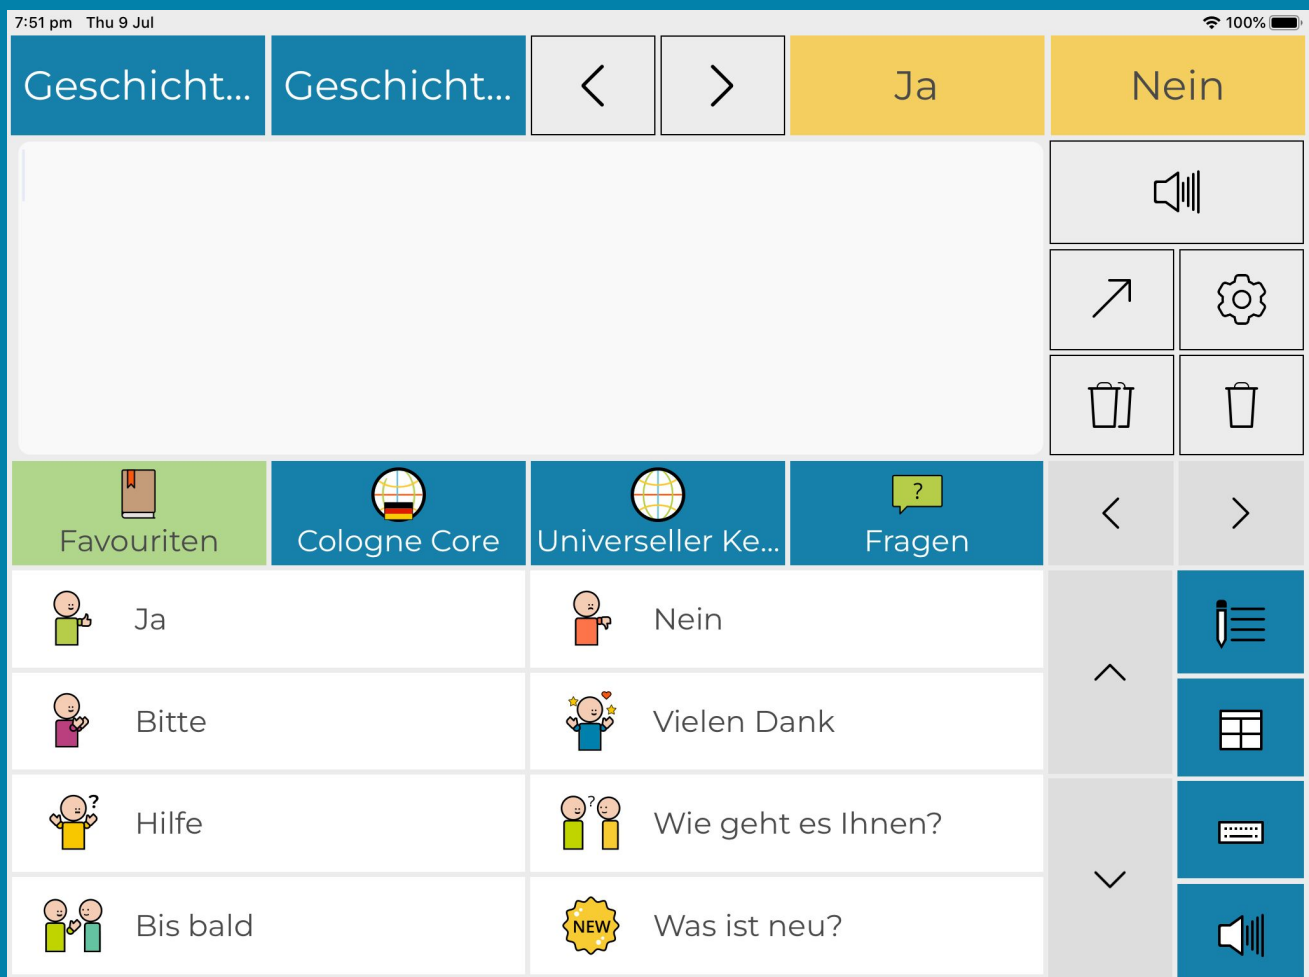 7:51 pm Thu 9 Jul 100%
Geschicht... Geschicht... Ja Nein
Favouriten Cologne Core Universeller Ke... ? Fragen
Ja Nein
Bitte Vielen Dank
? Hilfe ? Wie geht es Ihnen?
Bis bald NEW Was ist neu?